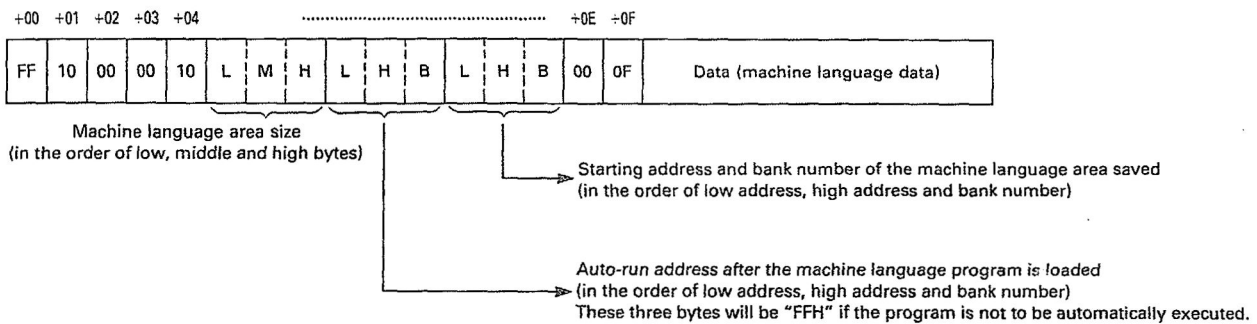 +00 +01 +02 +03 +04 +0E +0F
FF 10 00 00 10 L M H L H B L H B 00 0F Data (machine language data)
Machine language area size
(in the order of low, middle and high bytes)
Starting address and bank number of the machine language area saved
(in the order of low address, high address and bank number)
Auto-run address after the machine language program is loaded
(in the order of low address, high address and bank number)
These three bytes will be "FFH" if the program is not to be automatically executed.